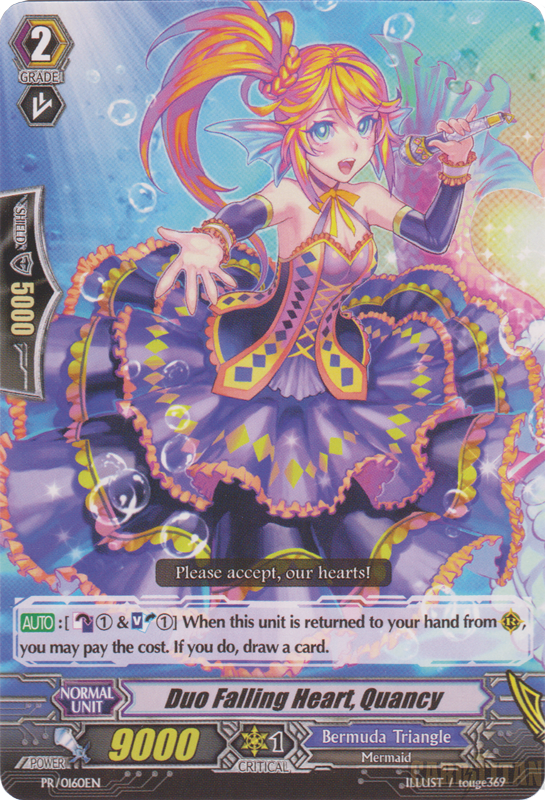 2
GRADE
SHIELD
5000
Please accept, our hearts!
AUTO :[ ① & V ①] When this unit is returned to your hand from R,
you may pay the cost. If you do, draw a card.
NORMAL
UNIT
Duo Falling Heart, Quancy
POWER
9000
1
CRITICAL
Bermuda Triangle
Mermaid
PR/0160EN
ILLUST / touge369